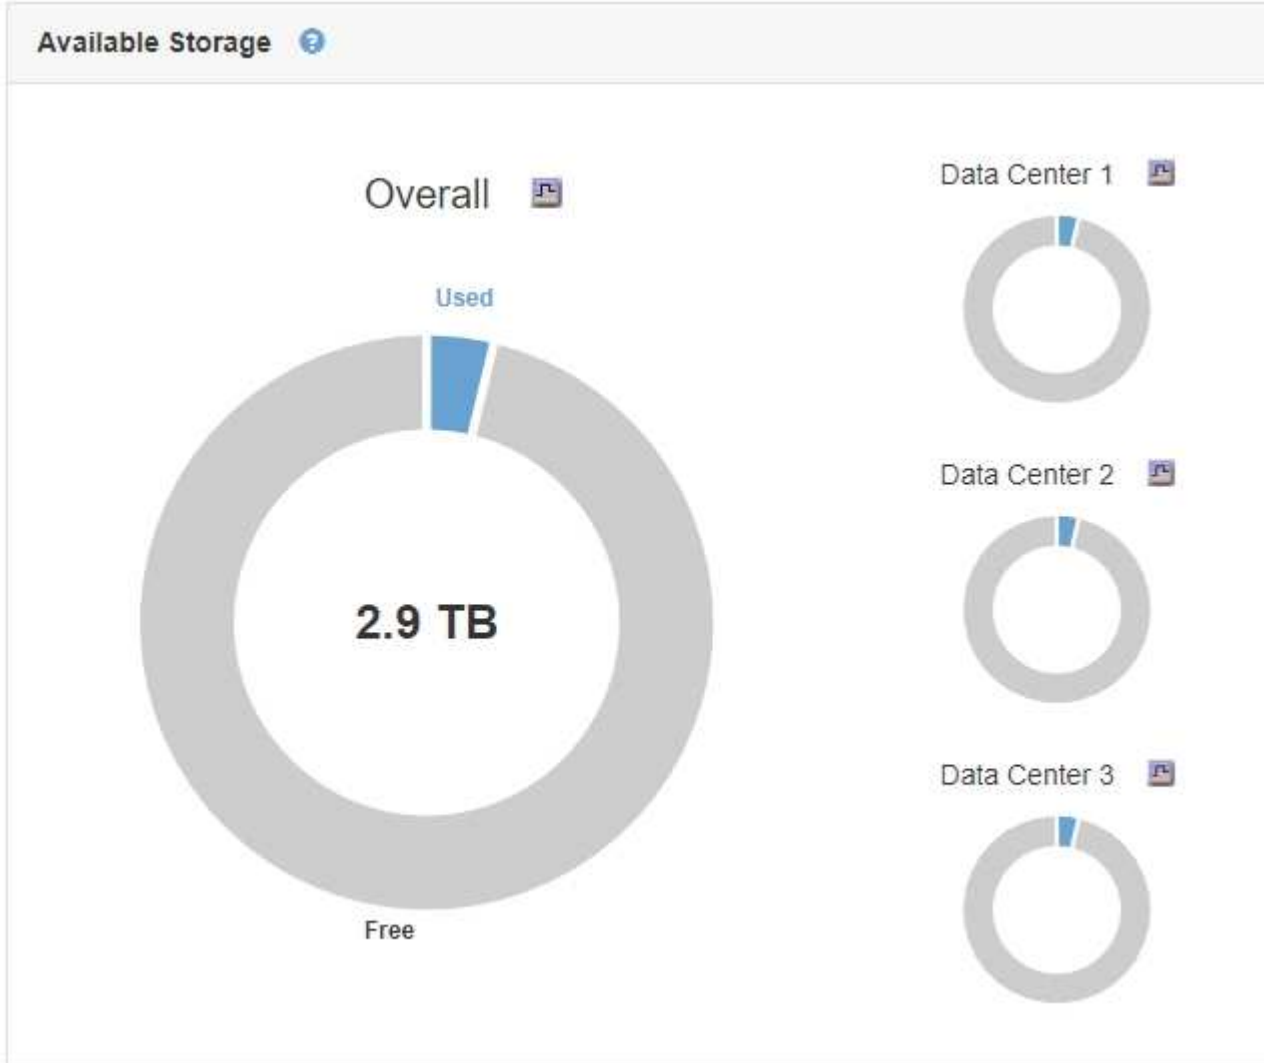 Available Storage ?
Overall
Used
2.9 TB
Free
Data Center 1
Data Center 2
Data Center 3